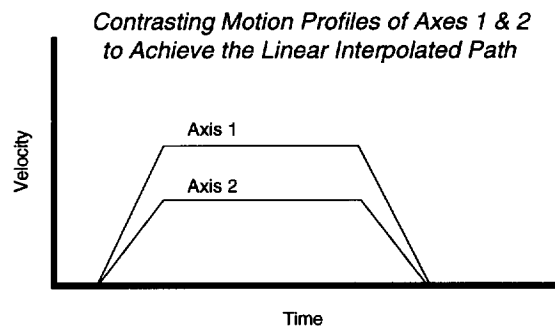 Contrasting Motion Profiles of Axes 1 & 2
to Achieve the Linear Interpolated Path
Velocity
Axis 1
Axis 2
Time